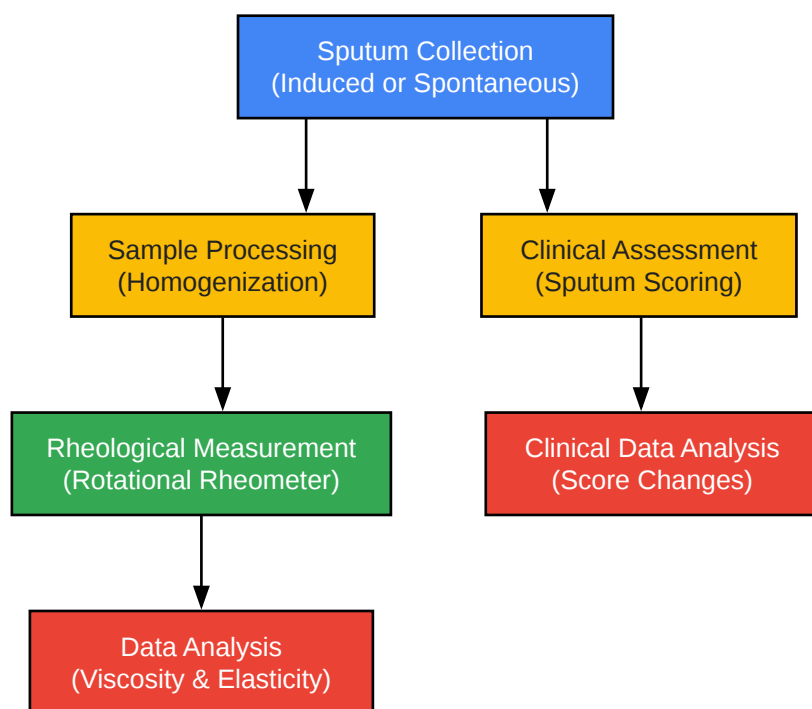 Sputum Collection
(Induced or Spontaneous)
Sample Processing
(Homogenization)
Clinical Assessment
(Sputum Scoring)
Rheological Measurement
(Rotational Rheometer)
Clinical Data Analysis
(Score Changes)
Data Analysis
(Viscosity & Elasticity)